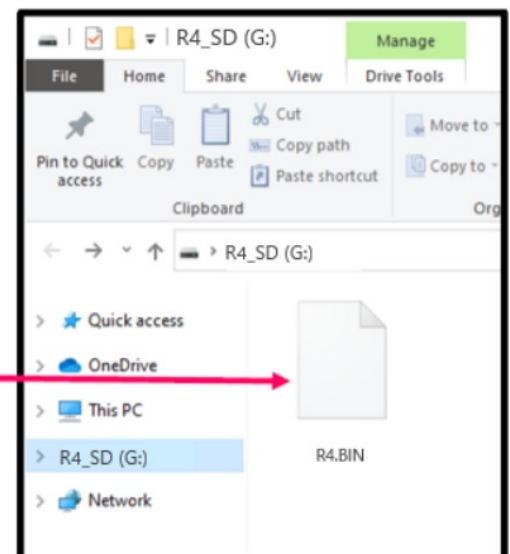 R4_SD (G:)
Manage
File Home Share View Drive Tools
Pin to Quick access
Copy
Paste
Cut
Copy path
Paste shortcut
Move to
Copy to
Clipboard
Org
R4_SD (G:)
Quick access
OneDrive
This PC
R4_SD (G:)
Network
R4.BIN